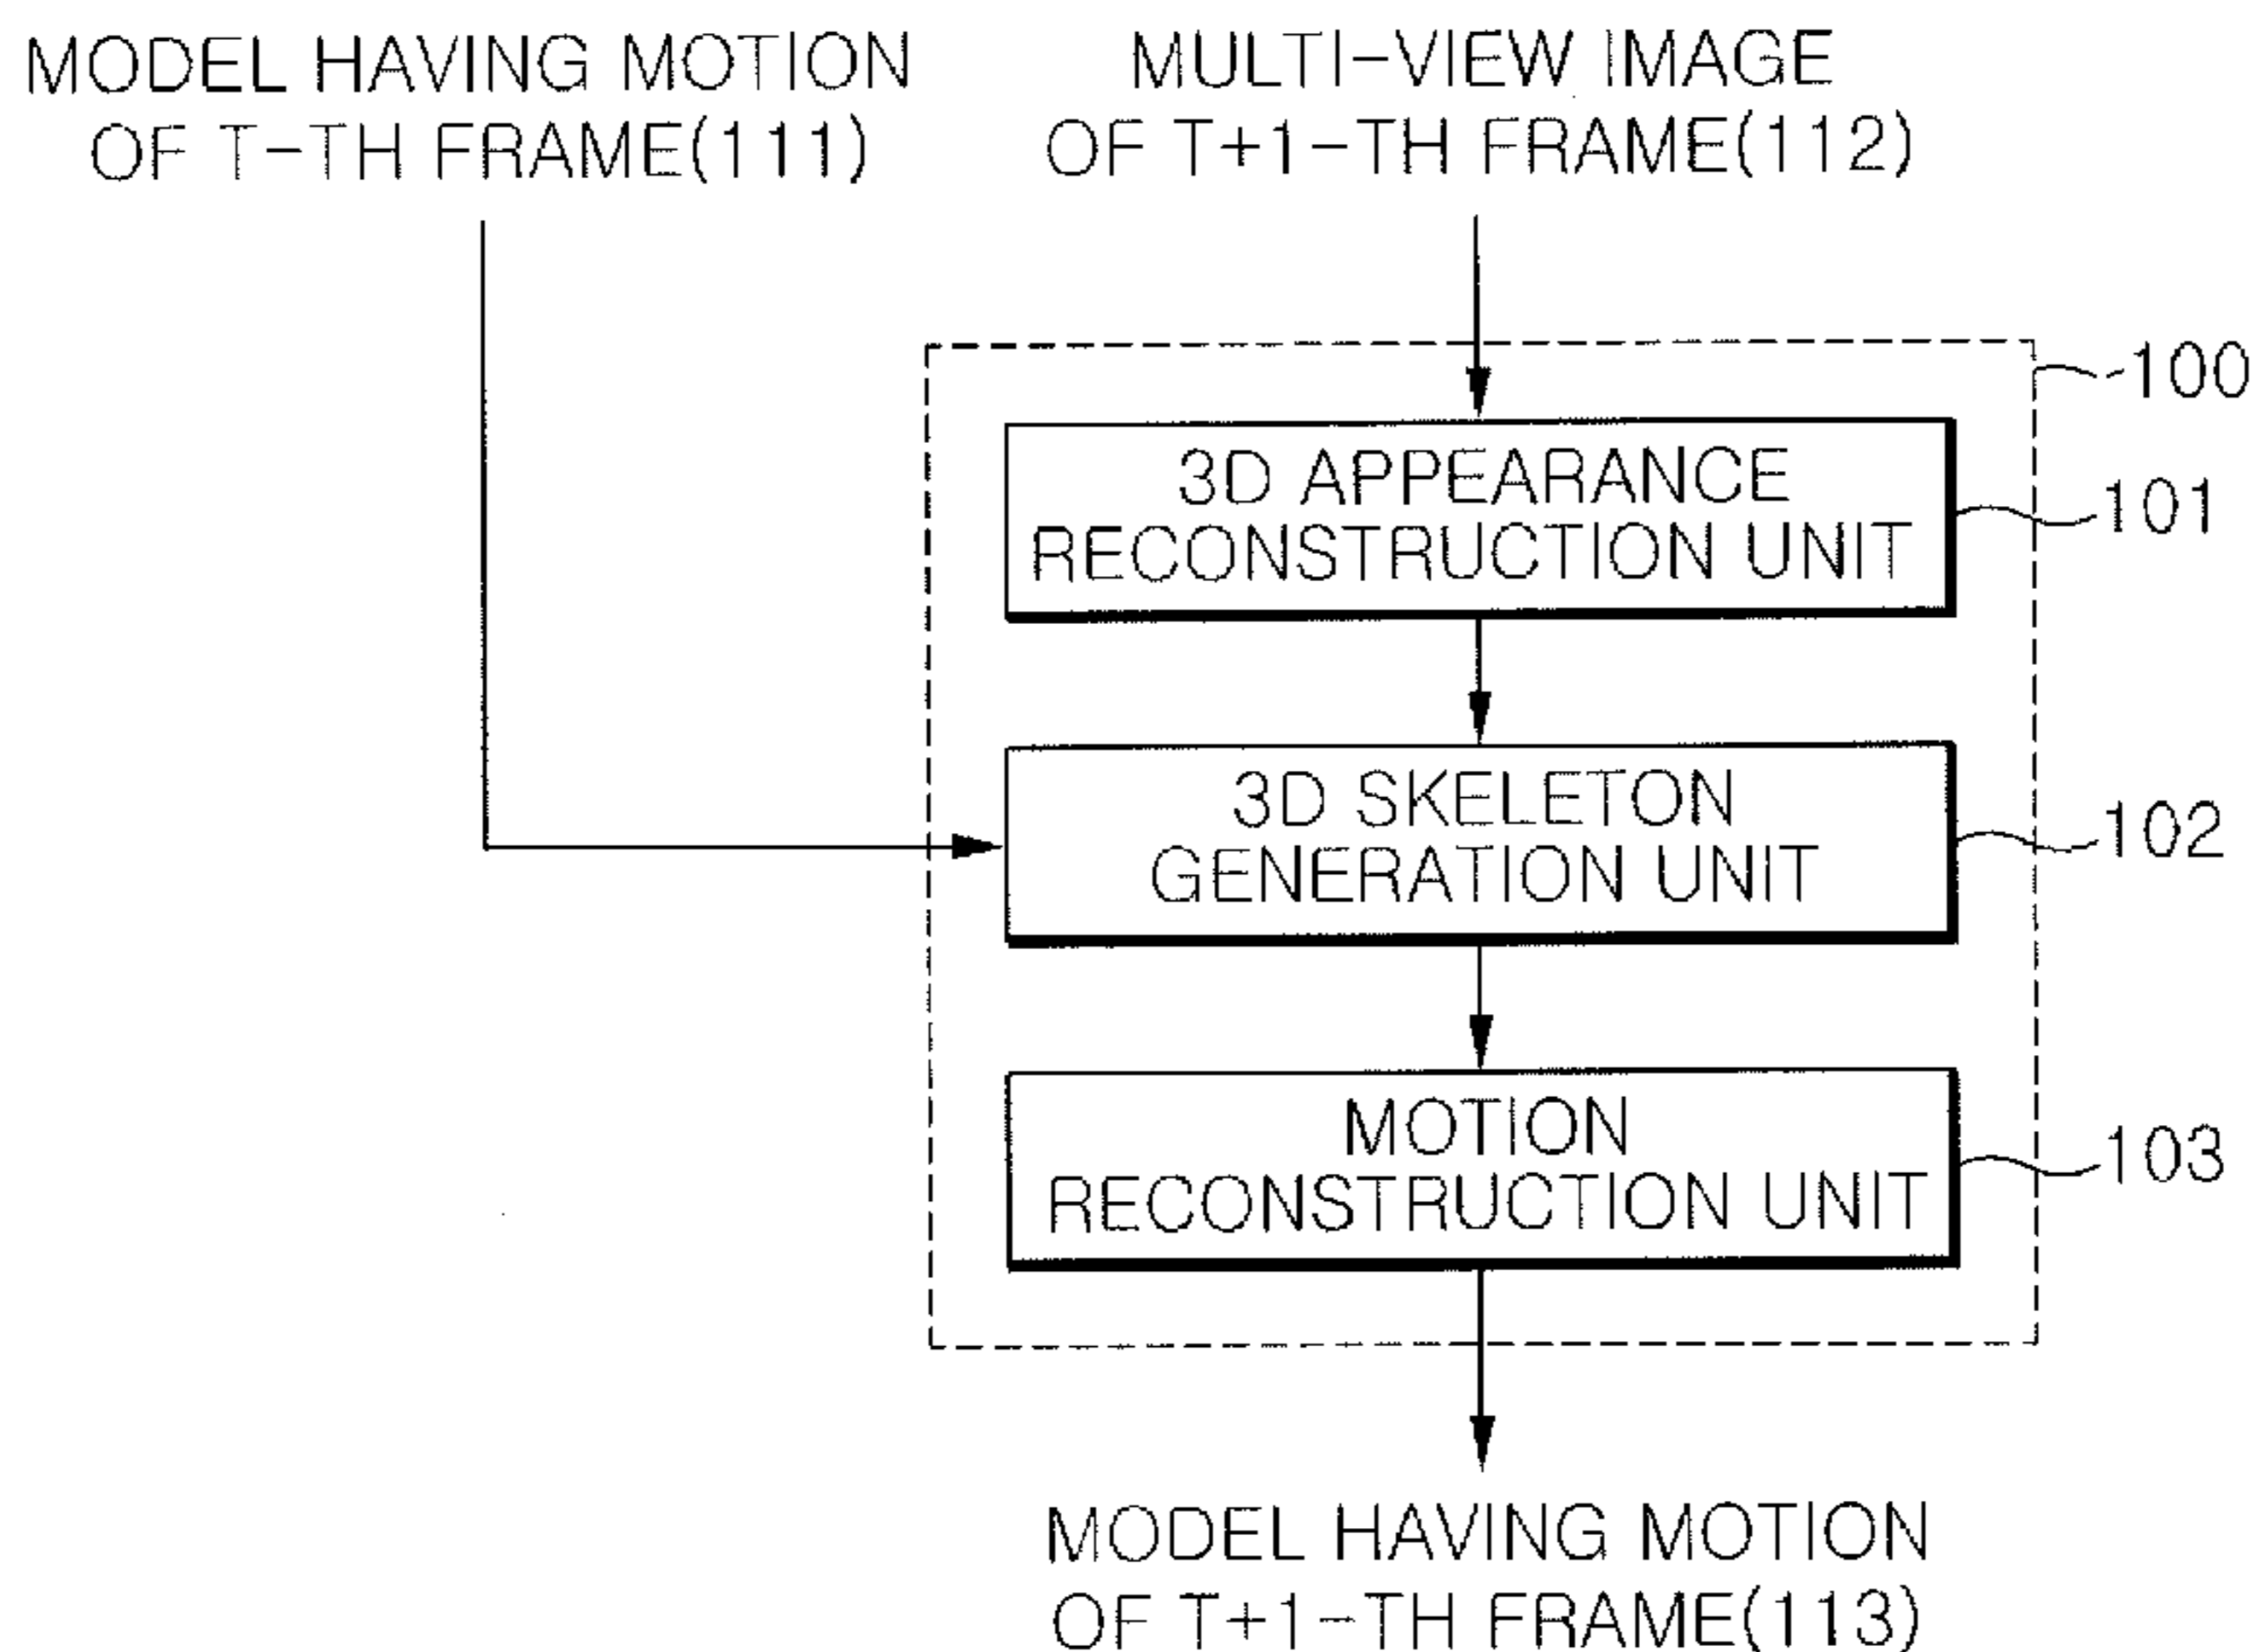 MODEL HAVING MOTION
OF T-TH FRAME(111)
MULTI-VIEW IMAGE
OF T+1-TH FRAME(112)
100
3D APPEARANCE
RECONSTRUCTION UNIT
101
3D SKELETON
GENERATION UNIT
102
MOTION
RECONSTRUCTION UNIT
103
MODEL HAVING MOTION
OF T+1-TH FRAME(113)